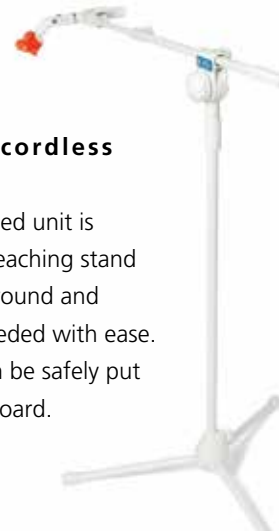 cordless
ed unit is
eaching stand
ound and
eded with ease.
n be safely put
oard.